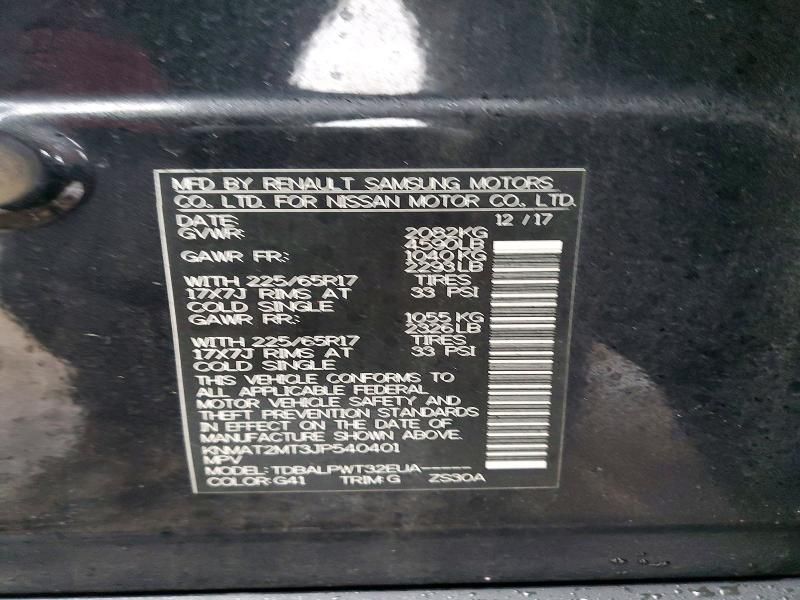 MFD BY RENAULT SAMSUNG MOTORS
CO., LTD. FOR NISSAN MOTOR CO., LTD.
DATE: 12 / 17
GVWR: 2082KG
4590LB
GAWR FR: 1040 KG
2293LB
WITH 225/65R17 TIRES
17X7J RIMS AT 33 PSI
COLD SINGLE
GAWR RR: 1055 KG
2326LB
WITH 225/65R17 TIRES
17X7J RIMS AT 33 PSI
COLD SINGLE
THIS VEHICLE CONFORMS TO
ALL APPLICABLE FEDERAL
MOTOR VEHICLE SAFETY AND
THEFT PREVENTION STANDARDS
IN EFFECT ON THE DATE OF
MANUFACTURE SHOWN ABOVE.
KNMAT2MT3JP540401
MPV
MODEL: TDBALPWT32EUA-----
COLOR:G41 TRIM:G ZS30A